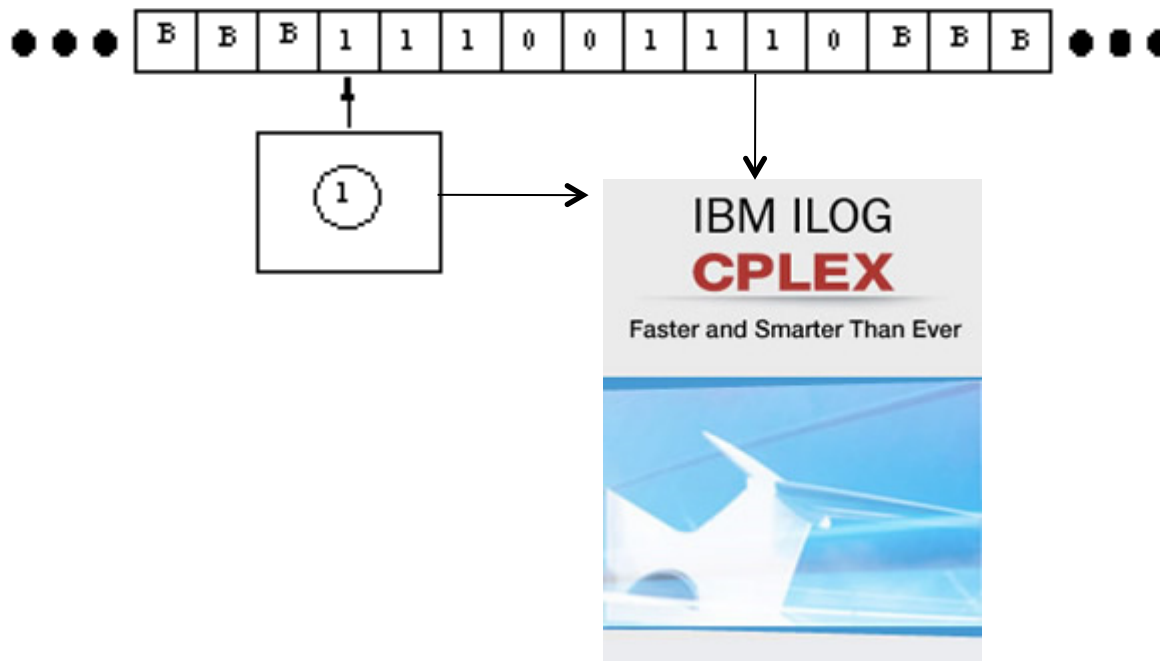 B B B 1 1 1 0 0 1 1 1 0 B B B
1
IBM ILOG
CPLEX
Faster and Smarter Than Ever